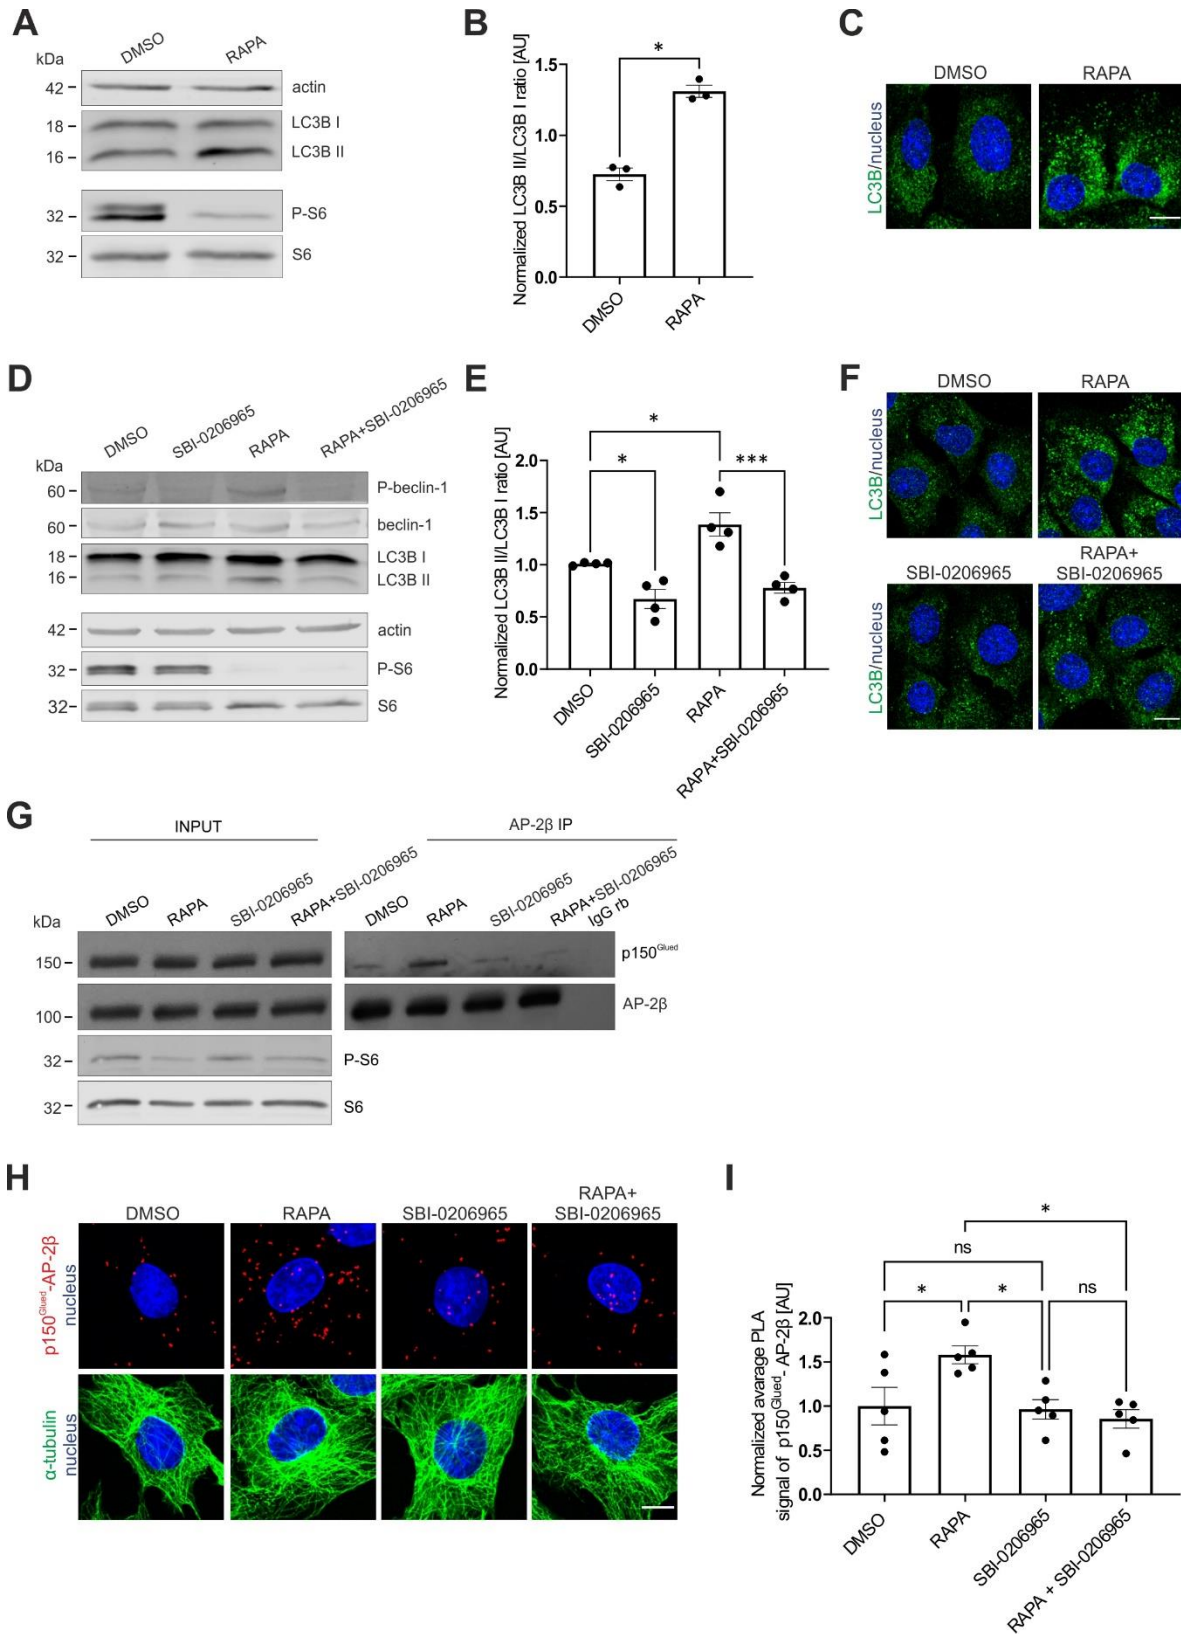 A
DMSO
RAPA
kDa
42
actin
18
LC3B I
16
LC3B II
32
P-S6
32
S6
B
Normalized LC3B II/LC3B I ratio [AU]
1.5
1.0
0.5
0.0
*
DMSO
RAPA
C
DMSO
RAPA
LC3B/nucleus
D
DMSO
SBI-0206965
RAPA
RAPA+SBI-0206965
kDa
60
P-beclin-1
60
beclin-1
18
LC3B I
16
LC3B II
42
actin
32
P-S6
32
S6
E
Normalized LC3B II/LC3B I ratio [AU]
2.0
1.5
1.0
0.5
0.0
*
*
***
DMSO
SBI-0206965
RAPA
RAPA+SBI-0206965
F
DMSO
RAPA
LC3B/nucleus
SBI-0206965
RAPA+
SBI-0206965
LC3B/nucleus
G
INPUT
AP-2β IP
DMSO
RAPA
SBI-0206965
RAPA+SBI-0206965
DMSO
RAPA
SBI-0206965
RAPA+SBI-0206965
IgG rb
kDa
150
p150Glued
100
AP-2β
32
P-S6
32
S6
H
DMSO
RAPA
SBI-0206965
RAPA+
SBI-0206965
p150Glued-AP-2β
nucleus
α-tubulin
nucleus
I
Normalized avarage PLA
signal of p150Glued- AP-2β [AU]
2.0
1.5
1.0
0.5
0.0
*
ns
*
*
ns
DMSO
RAPA
SBI-0206965
RAPA + SBI-0206965